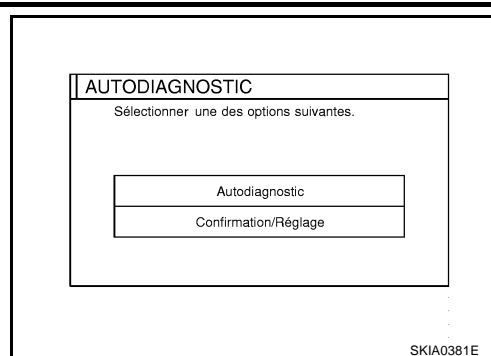 AUTODIAGNOSTIC
Sélectionner une des options suivantes.
Autodiagnostic
Confirmation/Réglage
SKIA0381E